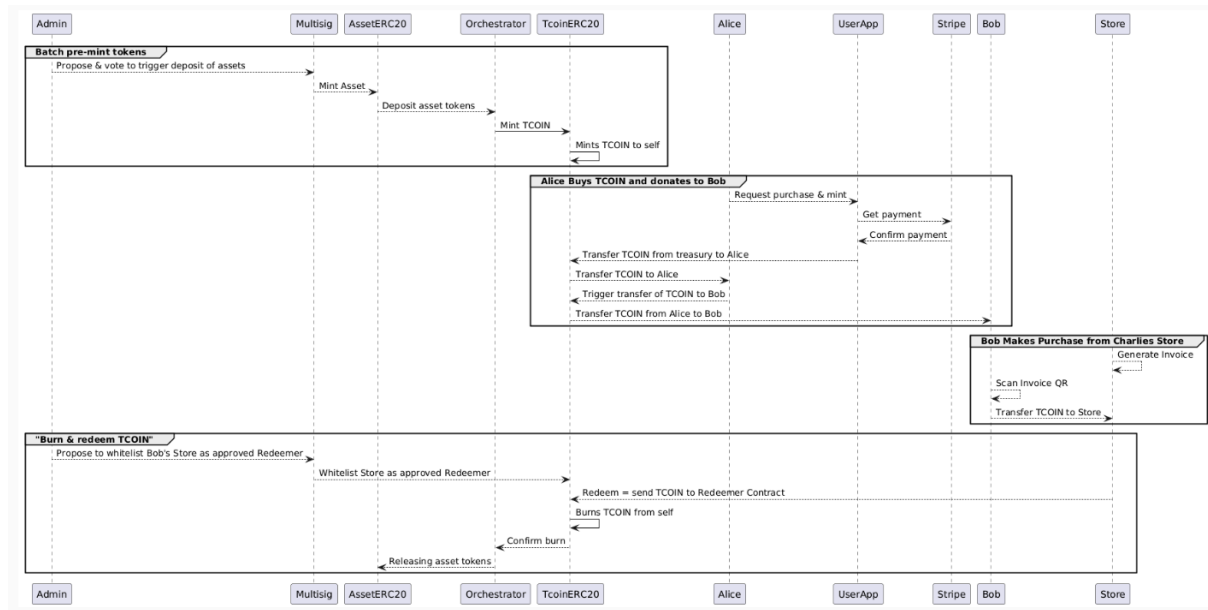 Admin Multisig AssetERC20 Orchestrator TcoinERC20 Alice UserApp Stripe Bob Store
Batch pre-mint tokens
Propose & vote to trigger deposit of assets
Mint Asset
Deposit asset tokens
Mint TCOIN
Mints TCOIN to self
Alice Buys TCOIN and donates to Bob
Request purchase & mint
Get payment
Confirm payment
Transfer TCOIN from treasury to Alice
Transfer TCOIN to Alice
Trigger transfer of TCOIN to Bob
Transfer TCOIN from Alice to Bob
Bob Makes Purchase from Charlies Store
Generate Invoice
Scan Invoice QR
Transfer TCOIN to Store
"Burn & redeem TCOIN"
Propose to whitelist Bob's Store as approved Redeemer
Whitelist Store as approved Redeemer
Redeem = send TCOIN to Redeemer Contract
Burns TCOIN from self
Confirm burn
Releasing asset tokens
Admin Multisig AssetERC20 Orchestrator TcoinERC20 Alice UserApp Stripe Bob Store